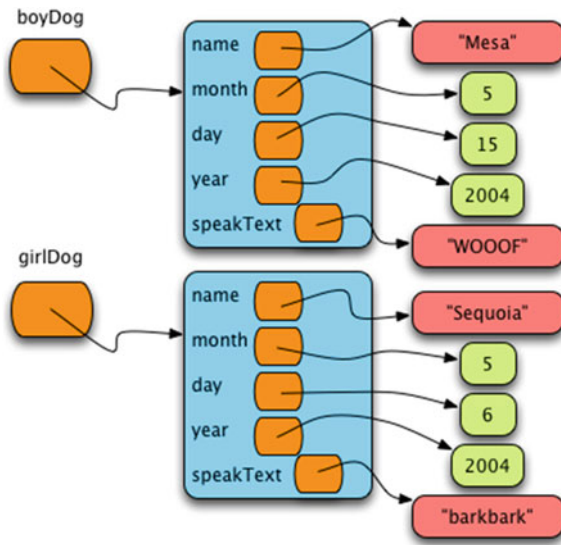 boyDog
name
"Mesa"
month
5
day
15
year
2004
speakText
"WOOOF"
girlDog
name
"Sequoia"
month
5
day
6
year
2004
speakText
"barkbark"